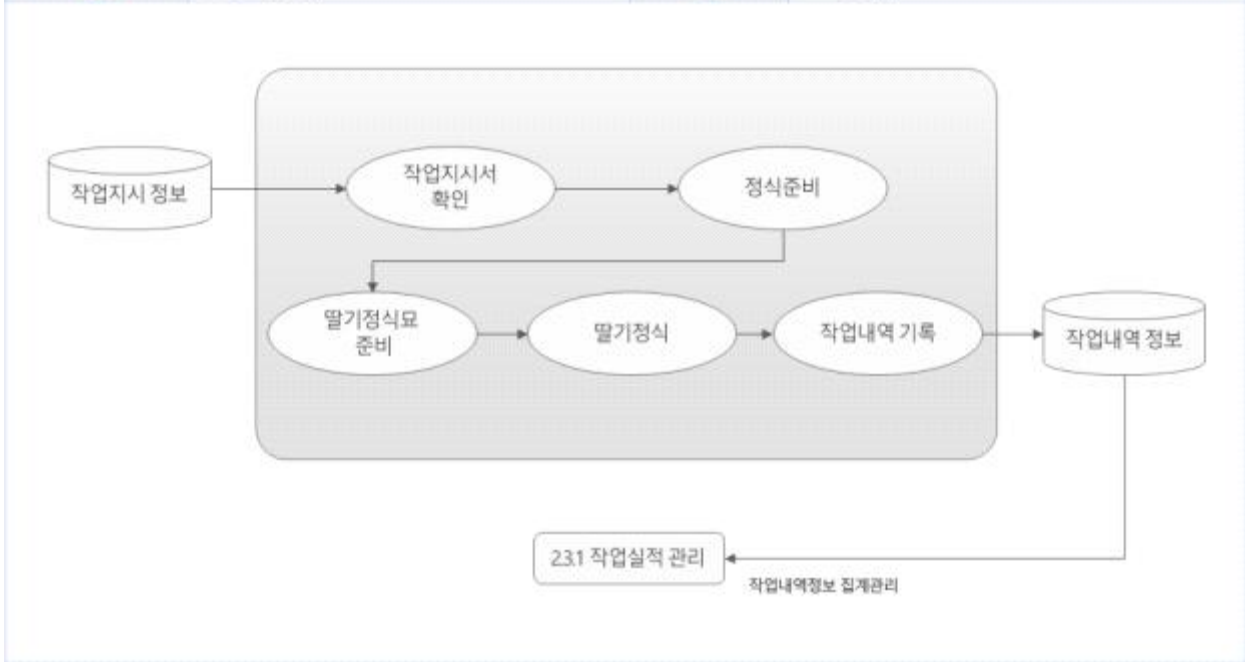 작업지시 정보
작업지시서
확인
정식준비
딸기정식묘
준비
딸기정식
작업내역 기록
작업내역 정보
2.3.1 작업실적 관리
작업내역정보 집계관리